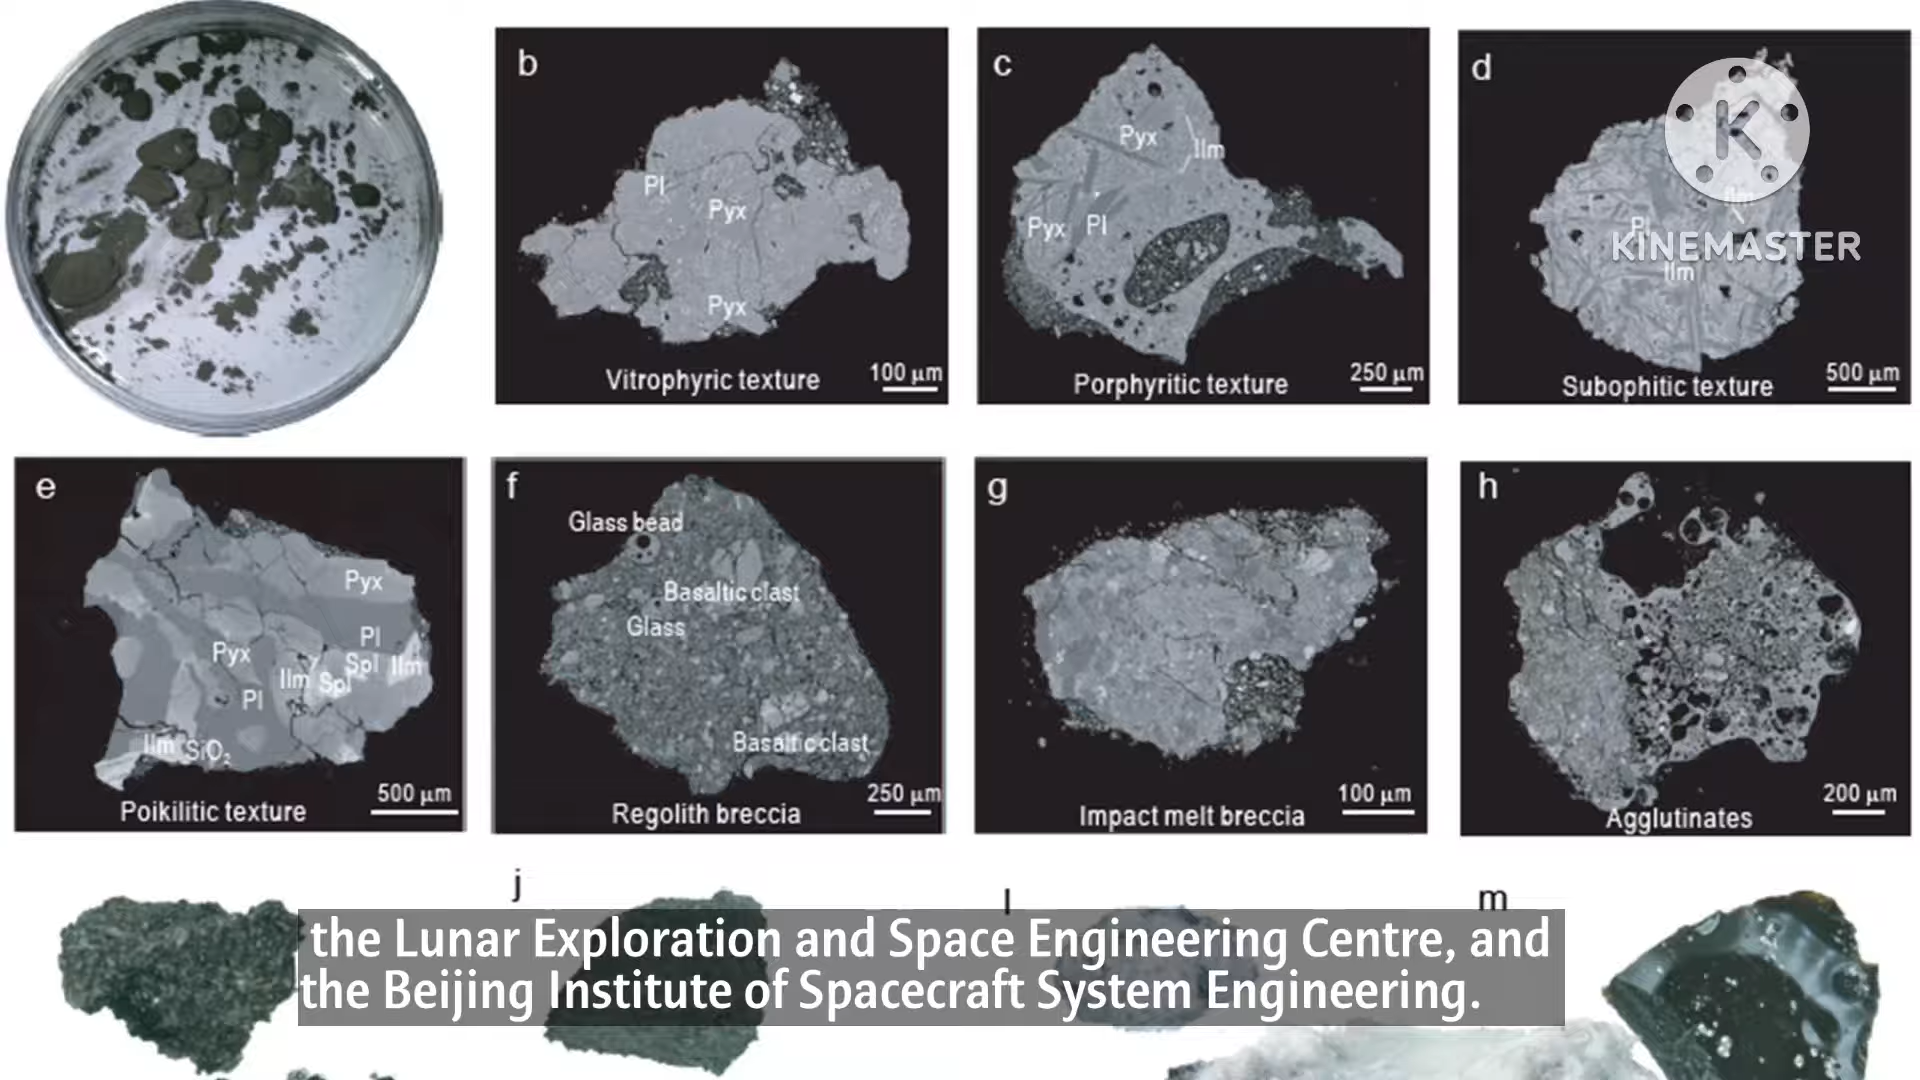 b
Pl
Pyx
Pyx
Vitrophyric texture
100 µm
c
Pyx
Ilm
Pyx
Pl
Porphyritic texture
250 µm
d
K
Ilm
Pl
KINEMASTER
Ilm
Subophitic texture
500 µm
e
Pyx
Pl
Pyx
Spl
Ilm
Ilm
Spl
Pl
Ilm
SiO₂
500 µm
Poikilitic texture
f
Glass bead
Basaltic clast
Glass
Basaltic clast
250 µm
Regolith breccia
g
100 µm
Impact melt breccia
h
200 µm
Agglutinates
j
l
m
the Lunar Exploration and Space Engineering Centre, and
the Beijing Institute of Spacecraft System Engineering.